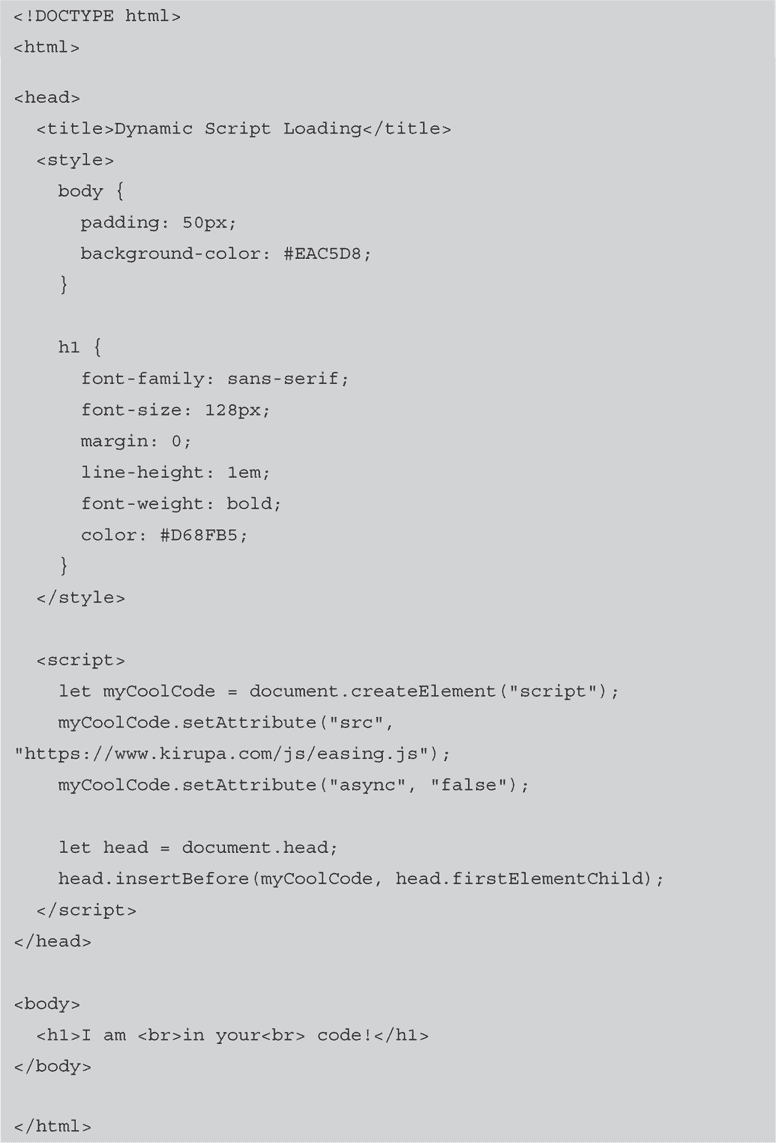 <!DOCTYPE html>
<html>
<head>
  <title>Dynamic Script Loading</title>
  <style>
    body {
      padding: 50px;
      background-color: #EAC5D8;
    }
    h1 {
      font-family: sans-serif;
      font-size: 128px;
      margin: 0;
      line-height: 1em;
      font-weight: bold;
      color: #D68FB5;
    }
  </style>
  <script>
    let myCoolCode = document.createElement("script");
    myCoolCode.setAttribute("src",
"https://www.kirupa.com/js/easing.js");
    myCoolCode.setAttribute("async", "false");
    let head = document.head;
    head.insertBefore(myCoolCode, head.firstElementChild);
  </script>
</head>
<body>
  <h1>I am <br>in your<br> code!</h1>
</body>
</html>